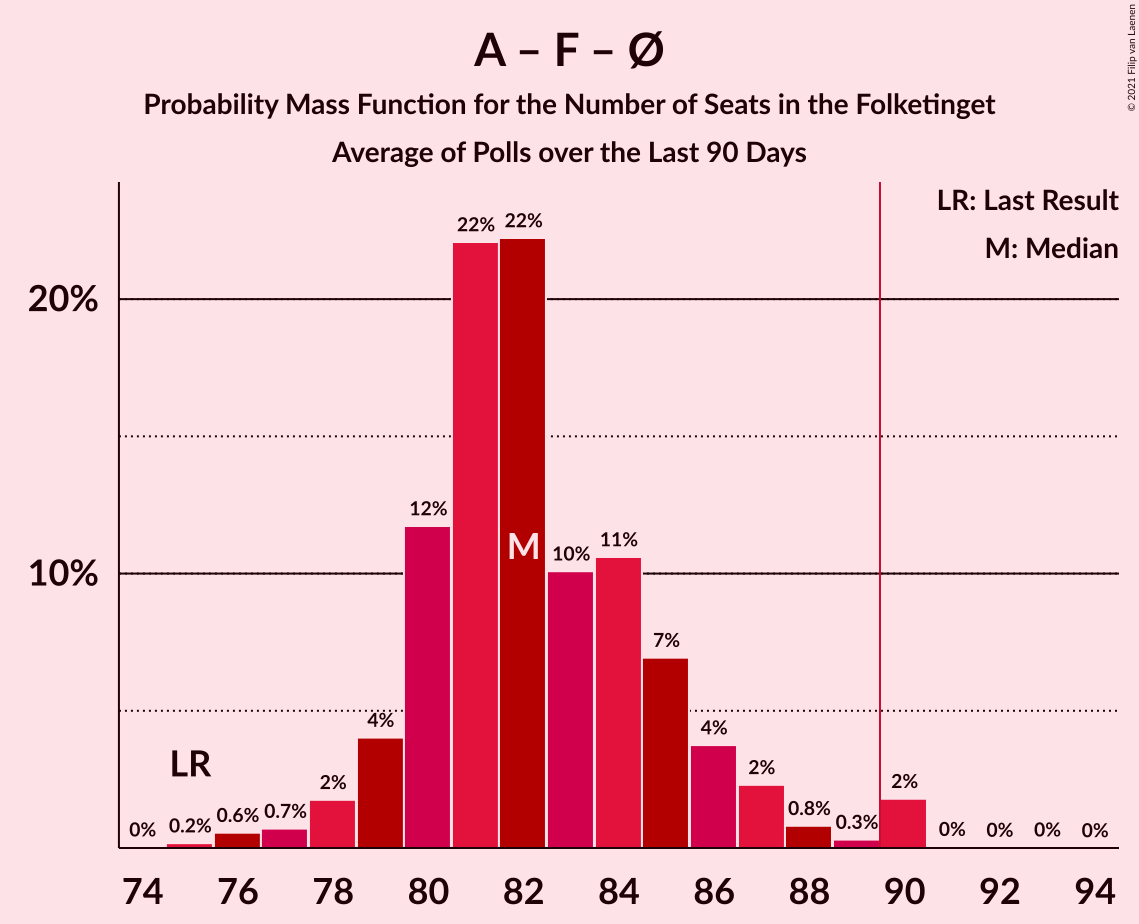 A – F – Ø
Probability Mass Function for the Number of Seats in the Folketinget
Average of Polls over the Last 90 Days
© 2021 Filip van Laenen
LR: Last Result
M: Median
20%
10%
0%
0.2%
0.6%
0.7%
2%
4%
12%
22%
22%
10%
11%
7%
4%
2%
0.8%
0.3%
2%
0%
0%
0%
0%
LR
M
74 76 78 80 82 84 86 88 90 92 94